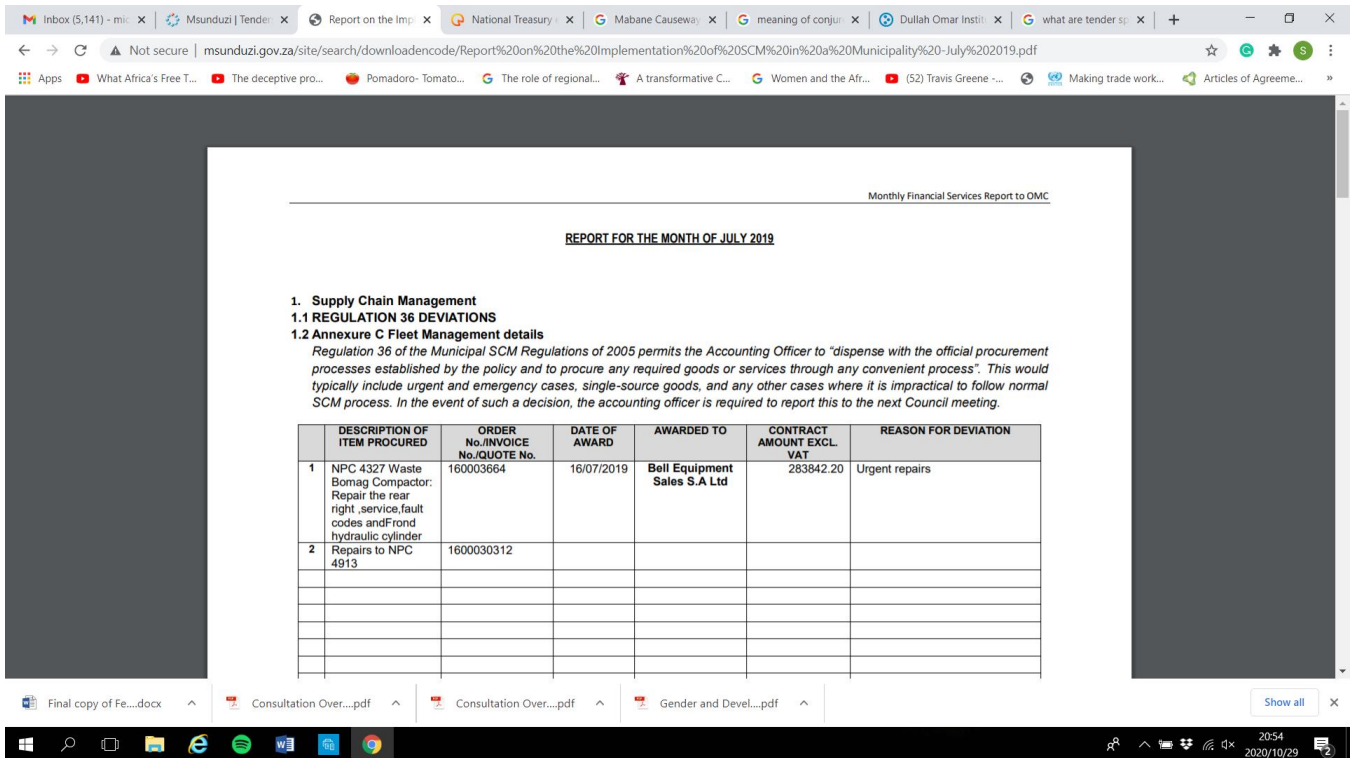 Inbox (5,141) - mic
Msunduzi | Tender
Report on the Imp
National Treasury
Mabane Causeway
meaning of conjun
Dullah Omar Instit
what are tender sp
Not secure | msunduzi.gov.za/site/search/downloadencode/Report%20on%20the%20Implementation%20of%20SCM%20in%20a%20Municipality%20-July%202019.pdf
S
Apps
What Africa's Free T...
The deceptive pro...
Pomadoro- Tomato...
The role of regional...
A transformative C...
Women and the Afr...
(52) Travis Greene -...
Making trade work...
Articles of Agreeme...
»
Monthly Financial Services Report to OMC
REPORT FOR THE MONTH OF JULY 2019
1. Supply Chain Management
1.1 REGULATION 36 DEVIATIONS
1.2 Annexure C Fleet Management details
Regulation 36 of the Municipal SCM Regulations of 2005 permits the Accounting Officer to “dispense with the official procurement
processes established by the policy and to procure any required goods or services through any convenient process”. This would
typically include urgent and emergency cases, single-source goods, and any other cases where it is impractical to follow normal
SCM process. In the event of such a decision, the accounting officer is required to report this to the next Council meeting.
DESCRIPTION OF
ITEM PROCURED
ORDER
No./INVOICE
No./QUOTE No.
DATE OF
AWARD
AWARDED TO
CONTRACT
AMOUNT EXCL.
VAT
REASON FOR DEVIATION
1
NPC 4327 Waste
Bomag Compactor:
Repair the rear
right ,service,fault
codes andFrond
hydraulic cylinder
160003664
16/07/2019
Bell Equipment
Sales S.A Ltd
283842.20
Urgent repairs
2
Repairs to NPC
4913
1600030312
Final copy of Fe....docx
Consultation Over....pdf
Consultation Over....pdf
Gender and Devel....pdf
Show all
20:54
2020/10/29
2